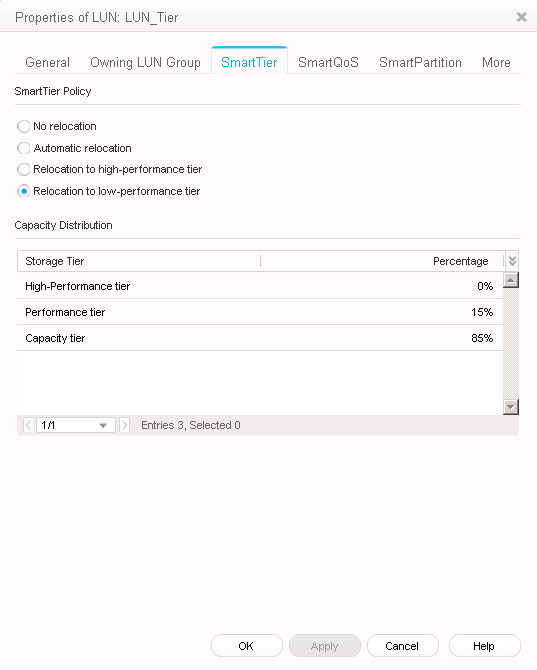 Properties of LUN: LUN_Tier
General Owning LUN Group SmartTier SmartQoS SmartPartition More
SmartTier Policy
No relocation
Automatic relocation
Relocation to high-performance tier
Relocation to low-performance tier
Capacity Distribution
Storage Tier Percentage
High-Performance tier 0%
Performance tier 15%
Capacity tier 85%
1/1 Entries 3, Selected 0
OK Apply Cancel Help